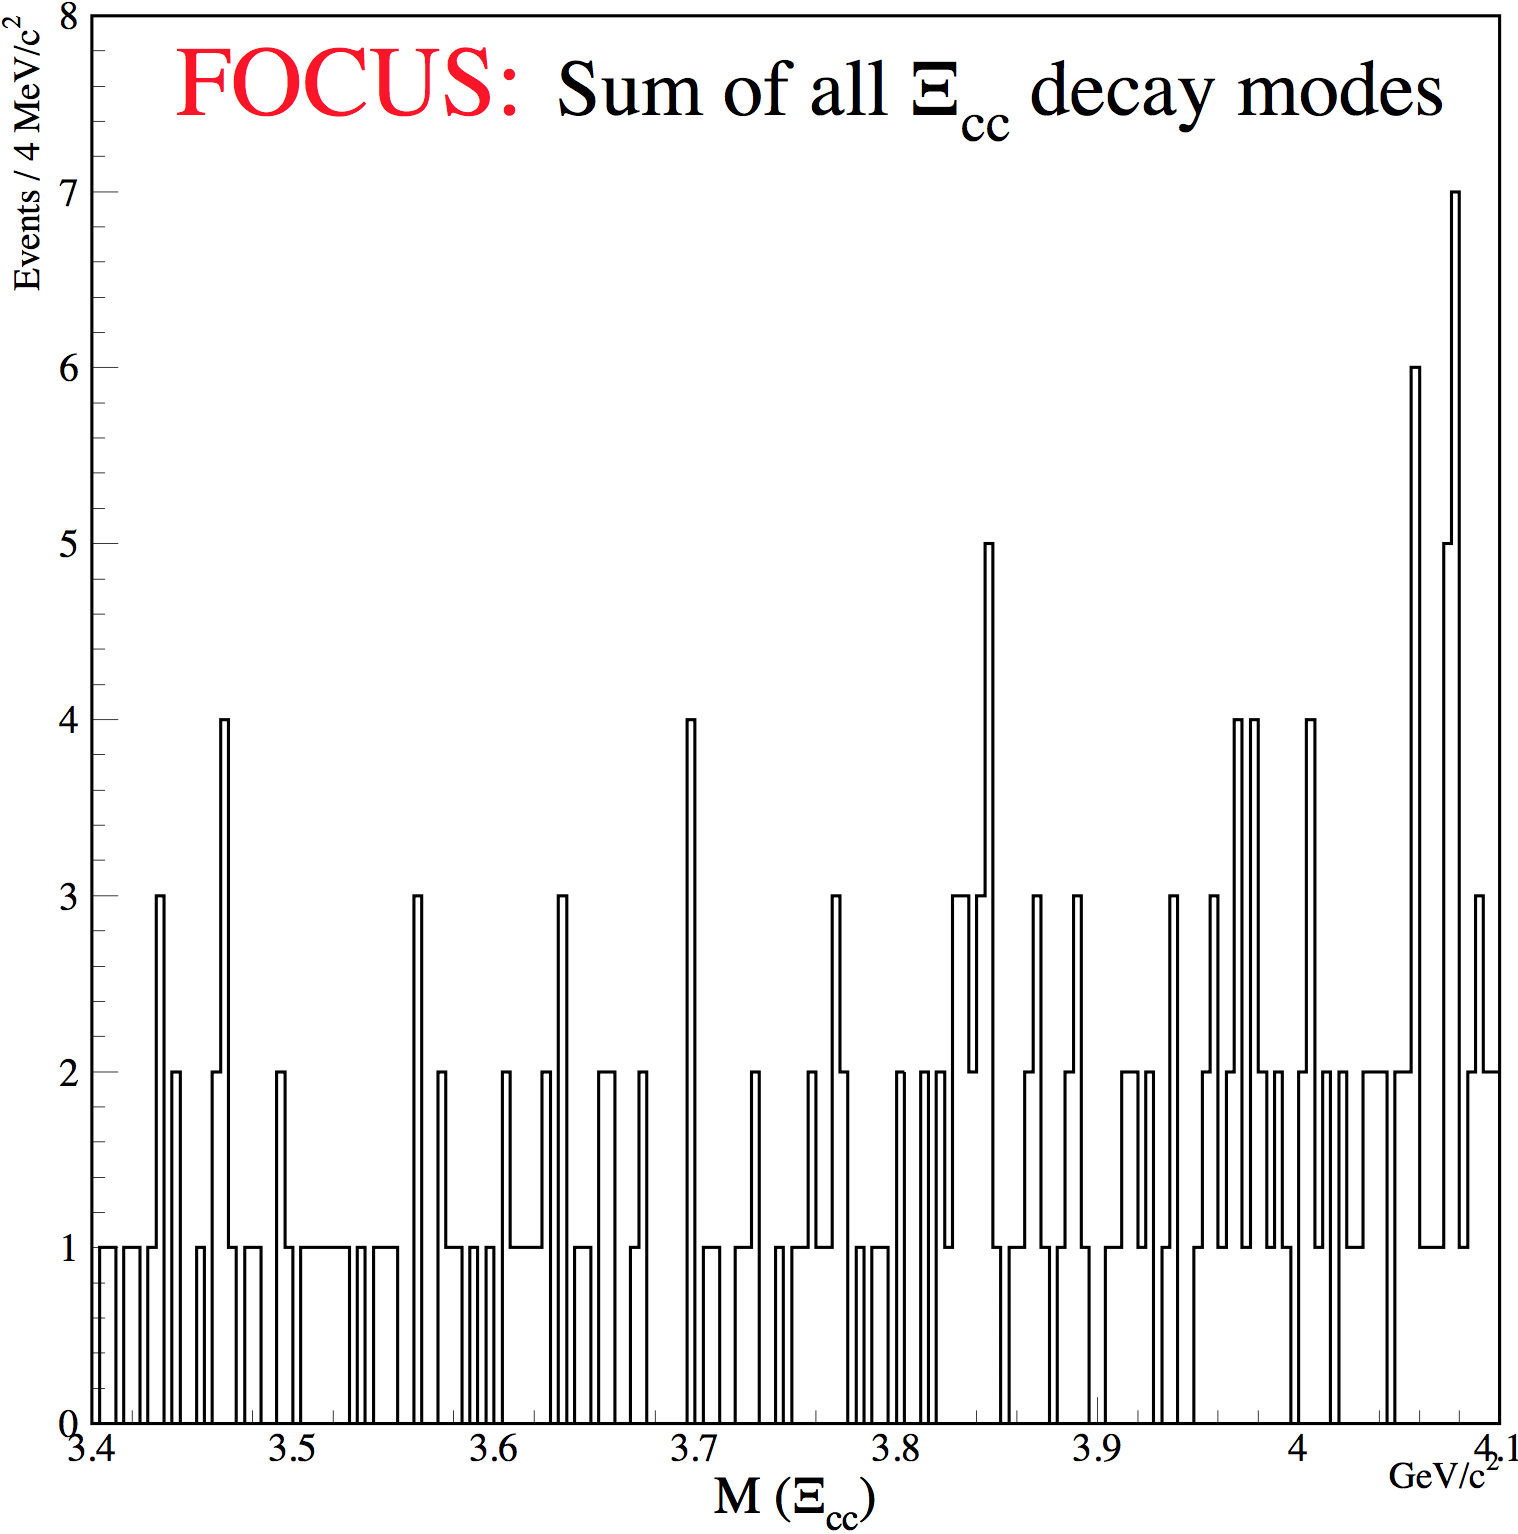 FOCUS: Sum of all Ξcc decay modes
Events / 4 MeV/c2
8
7
6
5
4
3
2
1
0
3.4 3.5 3.6 3.7 3.8 3.9 4 4.1
GeV/c2
M (Ξcc)